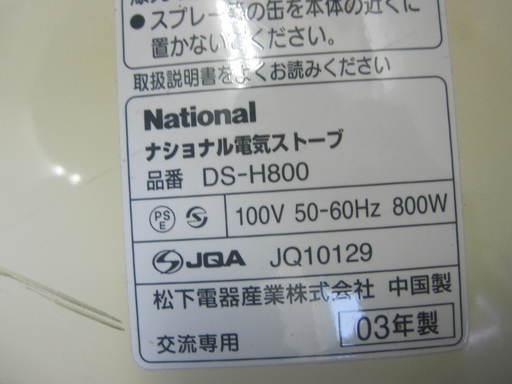 ●スプレー の缶を本体の近くに
置かないでください。
取扱説明書をよくお読みください
National
ナショナル電気ストーブ
品番 DS-H800
PS E 100V 50-60Hz 800W
JQA JQ10129
松下電器産業株式会社 中国製
交流専用 03年製